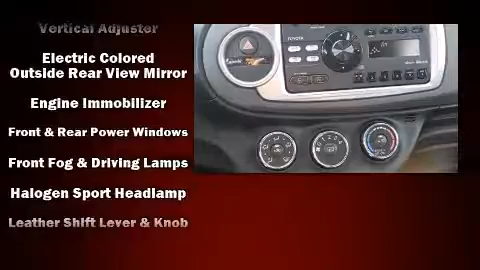 Vertical Adjuster
Electric Colored
Outside Rear View Mirror
Engine Immobilizer
Front & Rear Power Windows
Front Fog & Driving Lamps
Halogen Sport Headlamp
Leather Shift Lever & Knob
TOYOTA